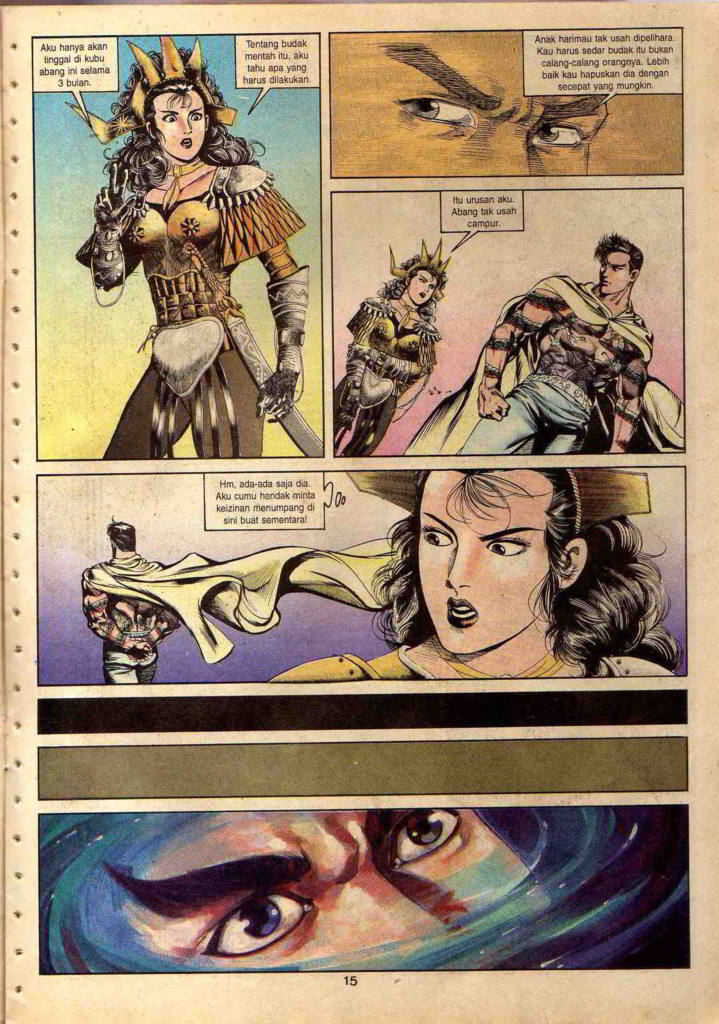 Aku hanya akan
tinggal di kubu
abang ini selama
3 bulan.
Tentang budak
mentah itu, aku
tahu apa yang
harus dilakukan.
Anak harimau tak usah dipelihara.
Kau harus sedar budak itu bukan
calang-calang orangnya. Lebih
baik kau hapuskan dia dengan
secepat yang mungkin.
Itu urusan aku.
Abang tak usah
campur.
Hm, ada-ada saja dia.
Aku cumu hendak minta
keizinan menumpang di
sini buat sementara!
15